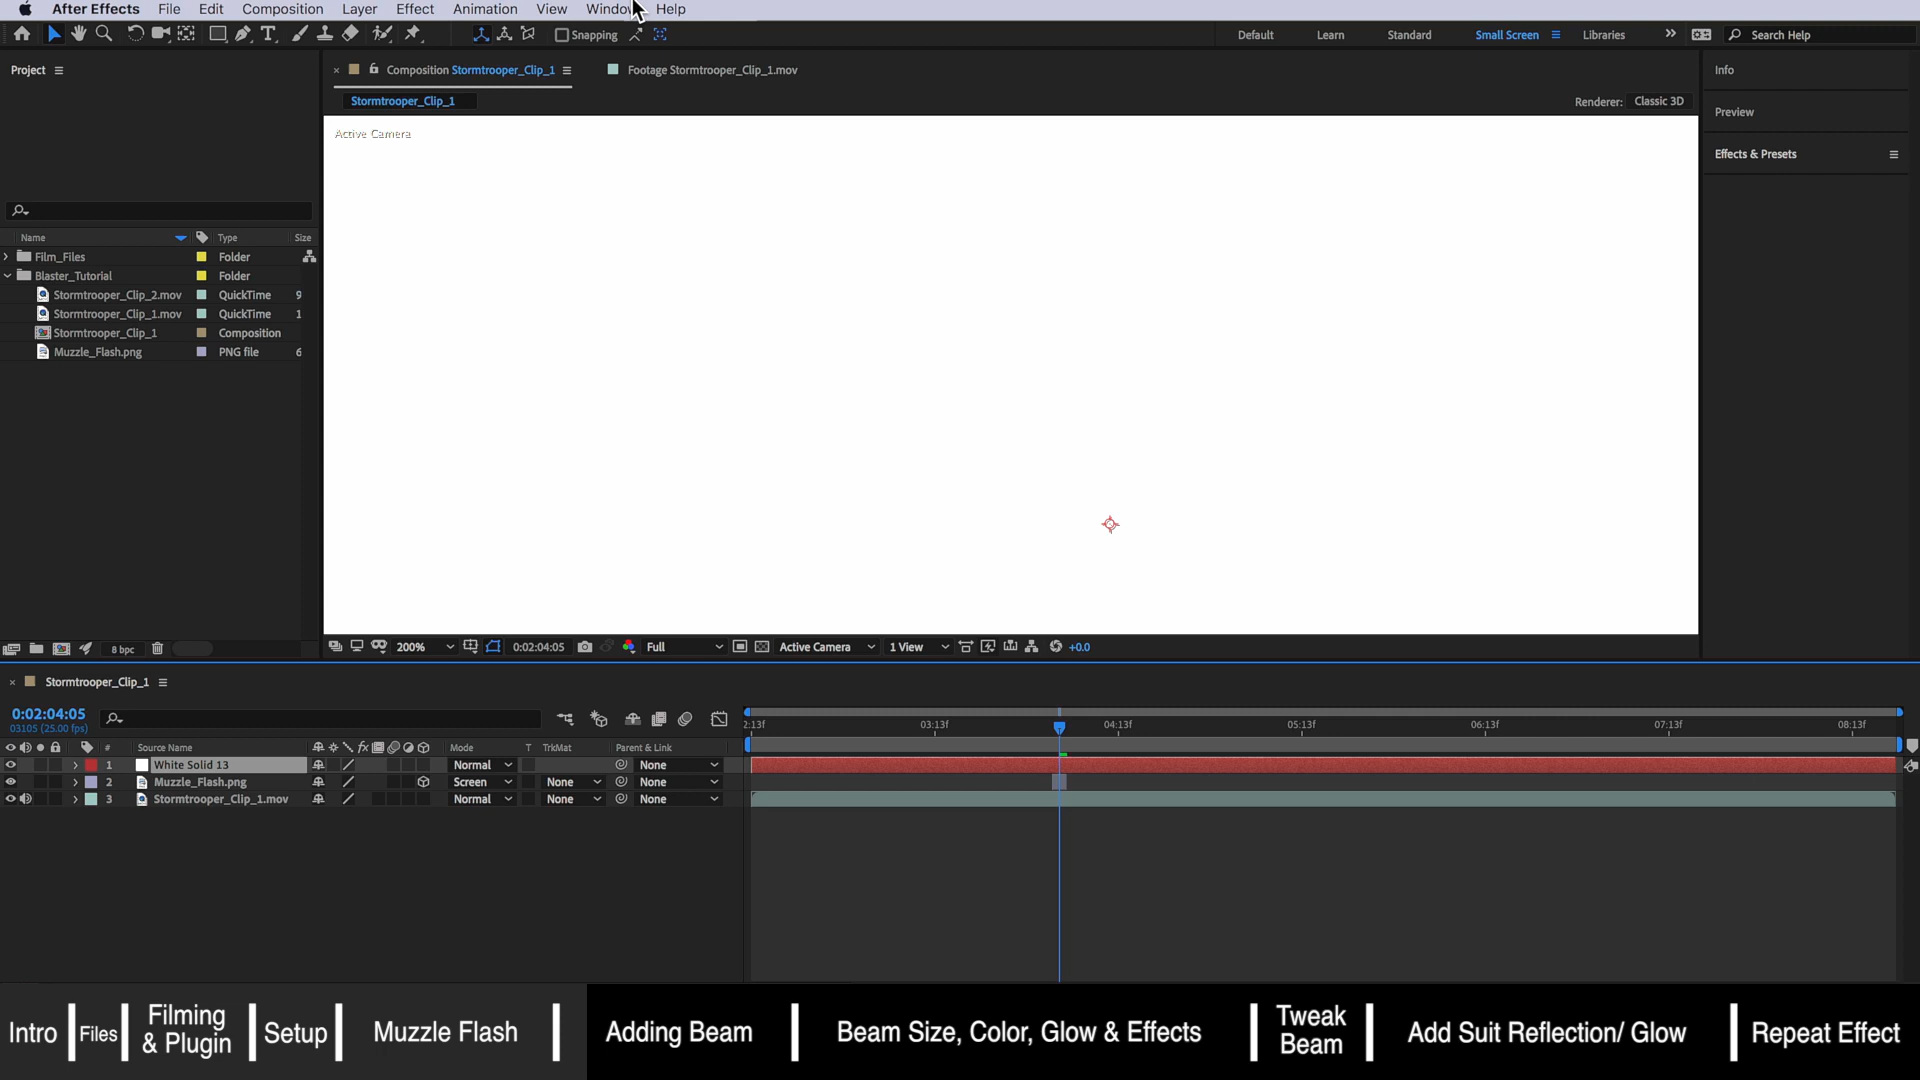 After Effects File Edit Composition Layer Effect Animation View Window Help
Snapping Default Learn Standard Small Screen Libraries Search Help
Project Composition Stormtrooper_Clip_1 Footage Stormtrooper_Clip_1.mov Info
Stormtrooper_Clip_1 Renderer: Classic 3D
Preview
Active Camera
Effects & Presets
Name Type Size
Film_Files Folder
Blaster_Tutorial Folder
Stormtrooper_Clip_2.mov QuickTime 9
Stormtrooper_Clip_1.mov QuickTime 1
Stormtrooper_Clip_1 Composition
Muzzle_Flash.png PNG file 6
8 bpc 200% 0:02:04:05 Full Active Camera 1 View +0.0
Stormtrooper_Clip_1
0:02:04:05
03105 (25.00 fps)
2:13f 03:13f 04:13f 05:13f 06:13f 07:13f 08:13f
# Source Name fx Mode T TrkMat Parent & Link
1 White Solid 13 Normal None
2 Muzzle_Flash.png Screen None None
3 Stormtrooper_Clip_1.mov Normal None None
Intro Files Filming & Plugin Setup Muzzle Flash Adding Beam Beam Size, Color, Glow & Effects Tweak Beam Add Suit Reflection/ Glow Repeat Effect